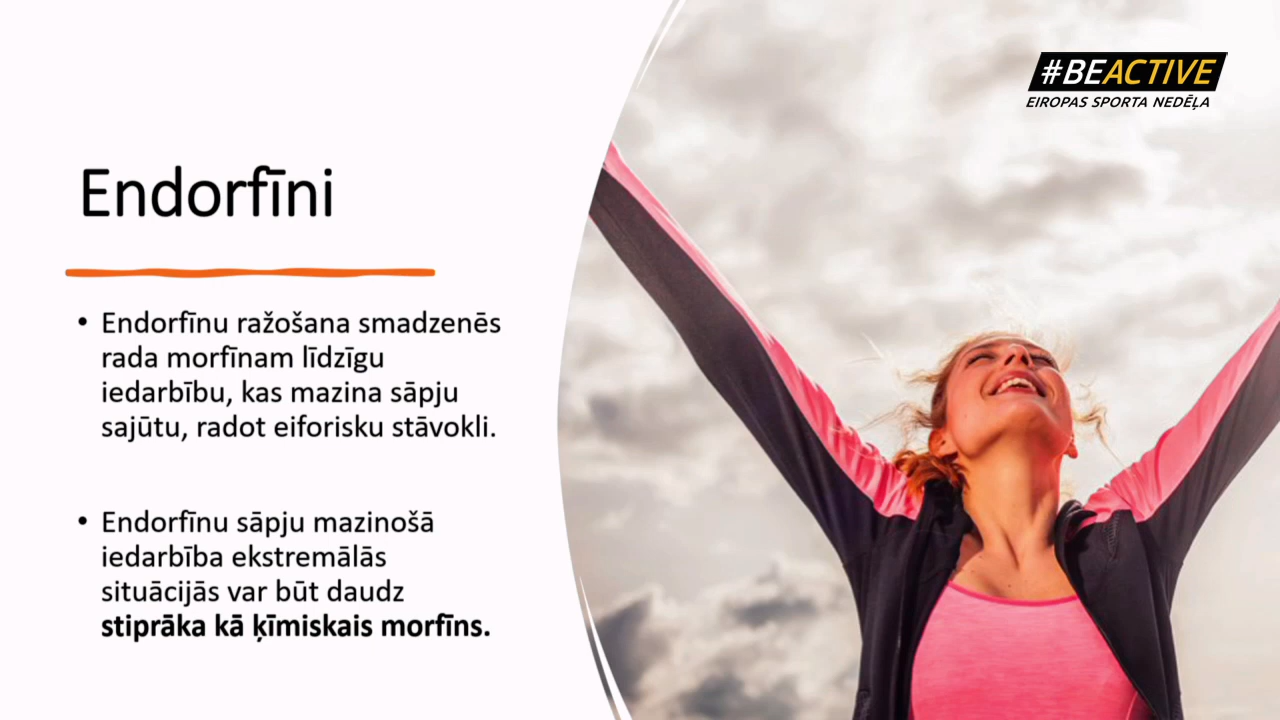 #BEACTIVE
EIROPAS SPORTA NEDĒĻA
Endorfīni
• Endorfīnu ražošana smadzenēs
rada morfīnam līdzīgu
iedarbību, kas mazina sāpju
sajūtu, radot eiforisku stāvokli.
• Endorfīnu sāpju mazinošā
iedarbība ekstremālās
situācijās var būt daudz
stiprāka kā ķīmiskais morfīns.